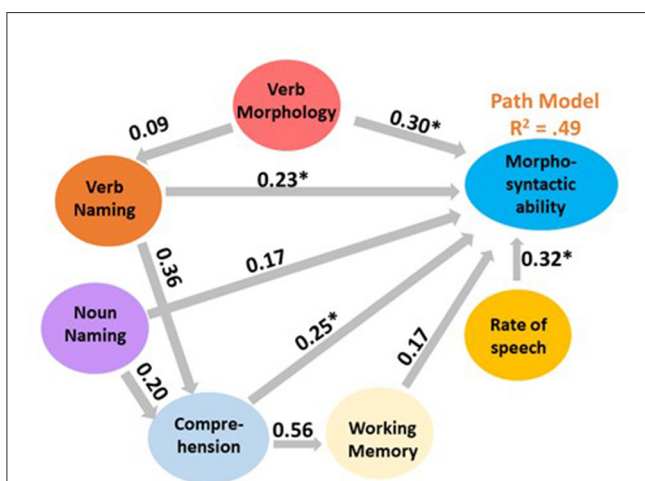 Verb
Morphology
Path Model
R² = .49
0.09
0.30*
Morpho-
syntactic
ability
Verb
Naming
0.23*
0.36
0.17
0.32*
Noun
Naming
0.25*
Rate of
speech
0.20
0.17
Compre-
hension
0.56
Working
Memory